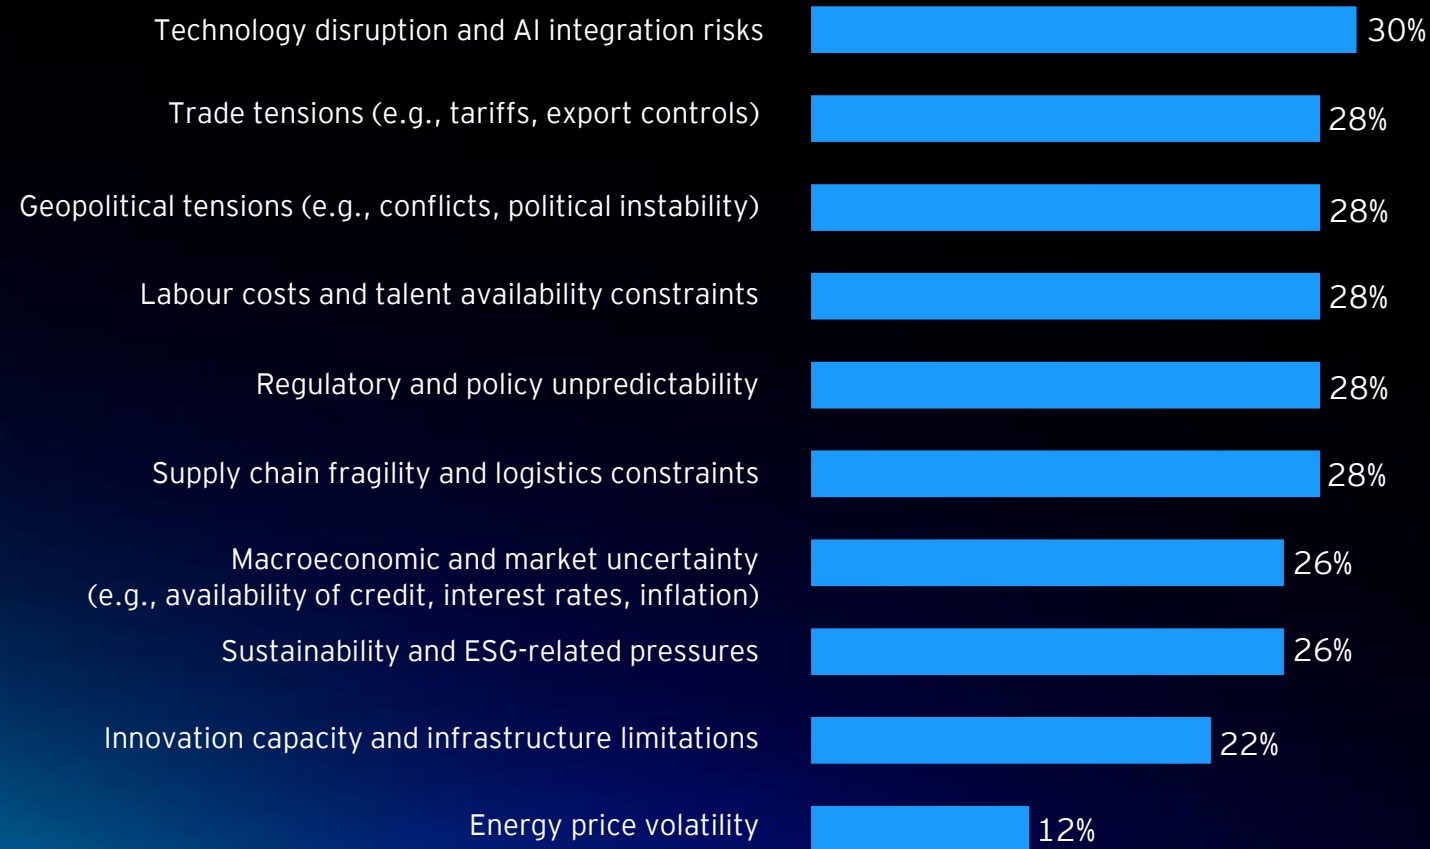 Technology disruption and AI integration risks 30%
Trade tensions (e.g., tariffs, export controls) 28%
Geopolitical tensions (e.g., conflicts, political instability) 28%
Labour costs and talent availability constraints 28%
Regulatory and policy unpredictability 28%
Supply chain fragility and logistics constraints 28%
Macroeconomic and market uncertainty
(e.g., availability of credit, interest rates, inflation) 26%
Sustainability and ESG-related pressures 26%
Innovation capacity and infrastructure limitations 22%
Energy price volatility 12%